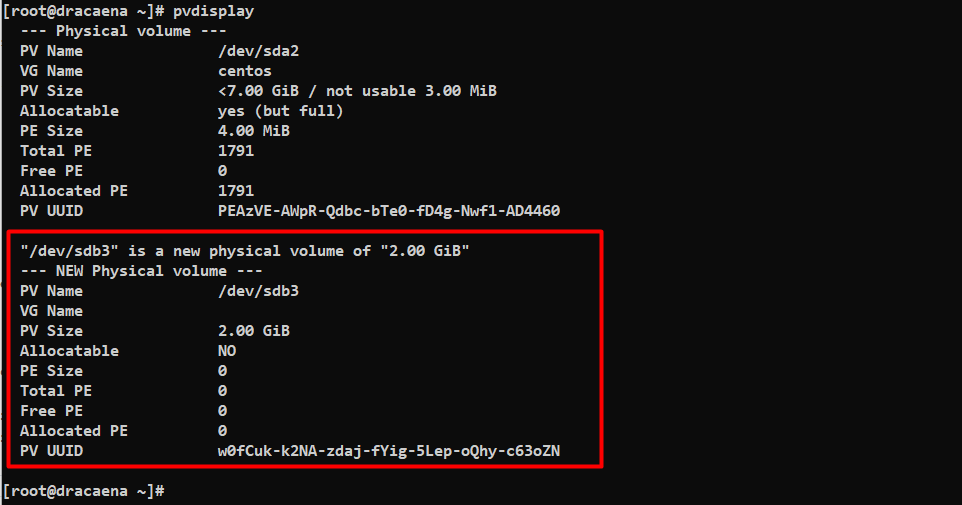 [root@dracaena ~]# pvdisplay
--- Physical volume ---
PV Name /dev/sda2
VG Name centos
PV Size <7.00 GiB / not usable 3.00 MiB
Allocatable yes (but full)
PE Size 4.00 MiB
Total PE 1791
Free PE 0
Allocated PE 1791
PV UUID PEAzVE-AWpR-Qdbc-bTe0-fD4g-Nwf1-AD4460
"/dev/sdb3" is a new physical volume of "2.00 GiB"
--- NEW Physical volume ---
PV Name /dev/sdb3
VG Name
PV Size 2.00 GiB
Allocatable NO
PE Size 0
Total PE 0
Free PE 0
Allocated PE 0
PV UUID w0fCuk-k2NA-zdaj-fYig-5Lep-oQhy-c63oZN
[root@dracaena ~]#